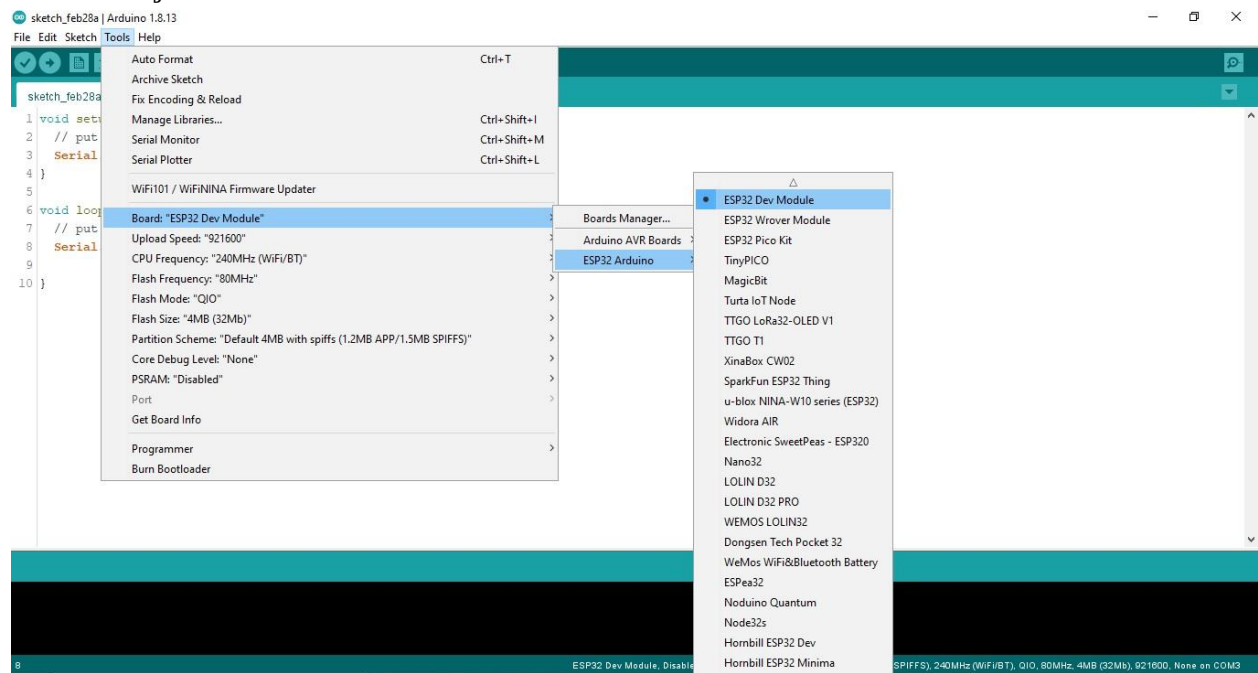 sketch_feb28a | Arduino 1.8.13
File Edit Sketch Tools Help
Auto Format Ctrl+T
Archive Sketch
Fix Encoding & Reload
Manage Libraries... Ctrl+Shift+I
Serial Monitor Ctrl+Shift+M
Serial Plotter Ctrl+Shift+L
WiFi101 / WiFiNINA Firmware Updater
Board: "ESP32 Dev Module"
Upload Speed: "921600"
CPU Frequency: "240MHz (WiFi/BT)"
Flash Frequency: "80MHz"
Flash Mode: "QIO"
Flash Size: "4MB (32Mb)"
Partition Scheme: "Default 4MB with spiffs (1.2MB APP/1.5MB SPIFFS)"
Core Debug Level: "None"
PSRAM: "Disabled"
Port
Get Board Info
Programmer
Burn Bootloader
sketch_feb28a
1 void set
2 // put
3 Serial
4 }
5
6 void loop
7 // put
8 Serial
9
10 }
Boards Manager...
Arduino AVR Boards
ESP32 Arduino
ESP32 Dev Module
ESP32 Wrover Module
ESP32 Pico Kit
TinyPICO
MagicBit
Turta IoT Node
TTGO LoRa32-OLED V1
TTGO T1
XinaBox CW02
SparkFun ESP32 Thing
u-blox NINA-W10 series (ESP32)
Widora AIR
Electronic SweetPeas - ESP320
Nano32
LOLIN D32
LOLIN D32 PRO
WEMOS LOLIN32
Dongsen Tech Pocket 32
WeMos WiFi&Bluetooth Battery
ESPea32
Noduino Quantum
Node32s
Hornbill ESP32 Dev
Hornbill ESP32 Minima
8 ESP32 Dev Module, Disable SPIFFS), 240MHz (WiFi/BT), QIO, 80MHz, 4MB (32Mb), 921600, None on COM3